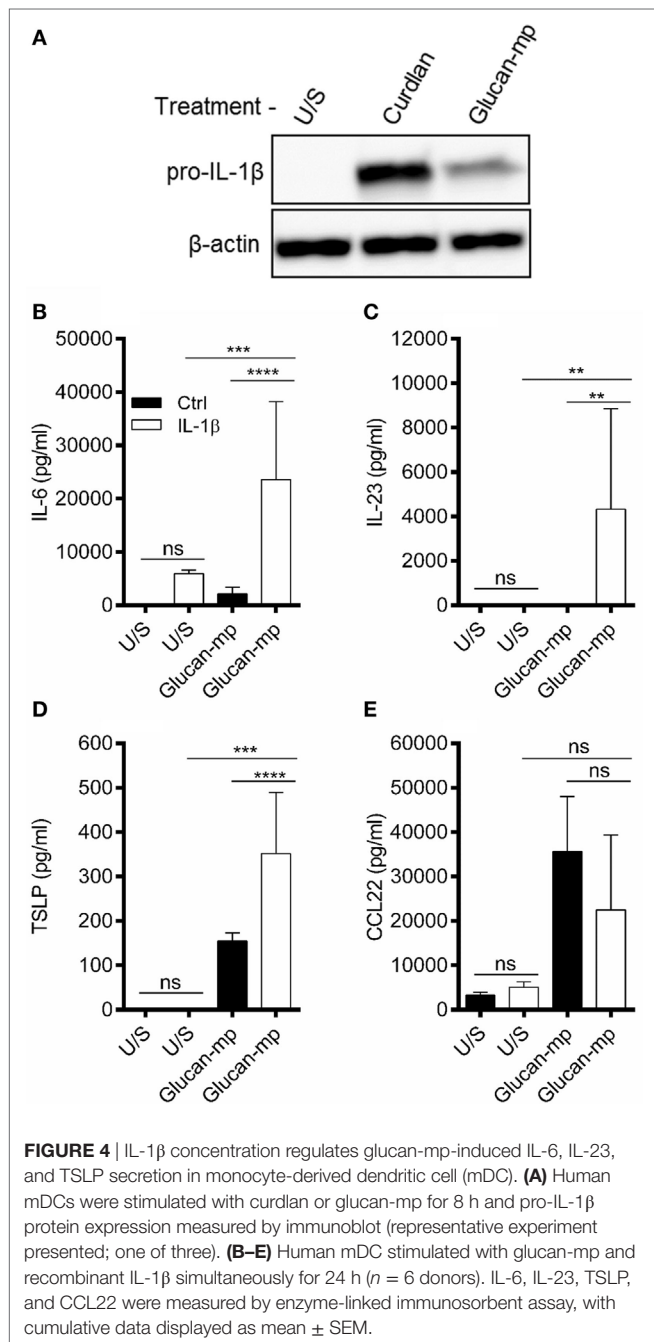 A
Treatment - U/S Curdlan Glucan-mp
pro-IL-1β
β-actin
B
50000
40000
30000
20000
10000
0
IL-6 (pg/ml)
Ctrl
IL-1β
***
****
ns
U/S U/S Glucan-mp Glucan-mp
C
12000
10000
8000
6000
4000
2000
0
IL-23 (pg/ml)
**
**
ns
U/S U/S Glucan-mp Glucan-mp
D
600
500
400
300
200
100
0
TSLP (pg/ml)
***
****
ns
U/S U/S Glucan-mp Glucan-mp
E
60000
50000
40000
30000
20000
10000
0
CCL22 (pg/ml)
ns
ns
ns
U/S U/S Glucan-mp Glucan-mp
FIGURE 4 | IL-1β concentration regulates glucan-mp-induced IL-6, IL-23,
and TSLP secretion in monocyte-derived dendritic cell (mDC). (A) Human
mDCs were stimulated with curdlan or glucan-mp for 8 h and pro-IL-1β
protein expression measured by immunoblot (representative experiment
presented; one of three). (B–E) Human mDC stimulated with glucan-mp and
recombinant IL-1β simultaneously for 24 h (n = 6 donors). IL-6, IL-23, TSLP,
and CCL22 were measured by enzyme-linked immunosorbent assay, with
cumulative data displayed as mean ± SEM.